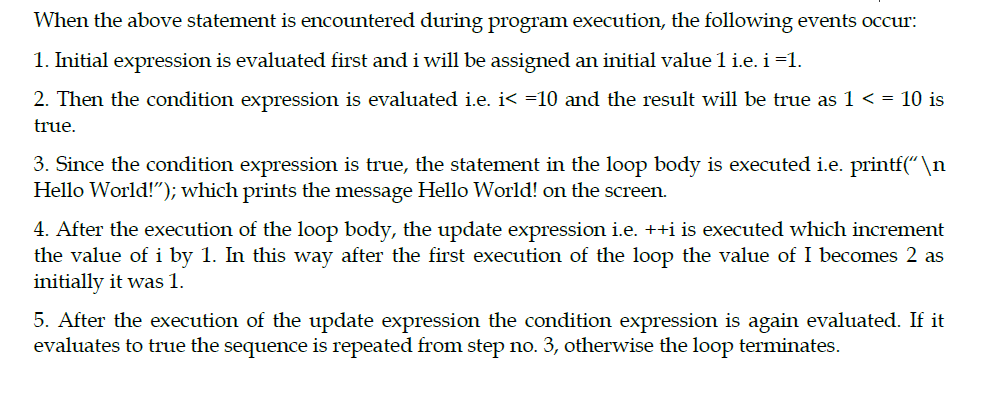 When the above statement is encountered during program execution, the following events occur:
1. Initial expression is evaluated first and i will be assigned an initial value 1 i.e. i =1.
2. Then the condition expression is evaluated i.e. i< =10 and the result will be true as 1 < = 10 is
true.
3. Since the condition expression is true, the statement in the loop body is executed i.e. printf(“\n
Hello World!”); which prints the message Hello World! on the screen.
4. After the execution of the loop body, the update expression i.e. ++i is executed which increment
the value of i by 1. In this way after the first execution of the loop the value of I becomes 2 as
initially it was 1.
5. After the execution of the update expression the condition expression is again evaluated. If it
evaluates to true the sequence is repeated from step no. 3, otherwise the loop terminates.